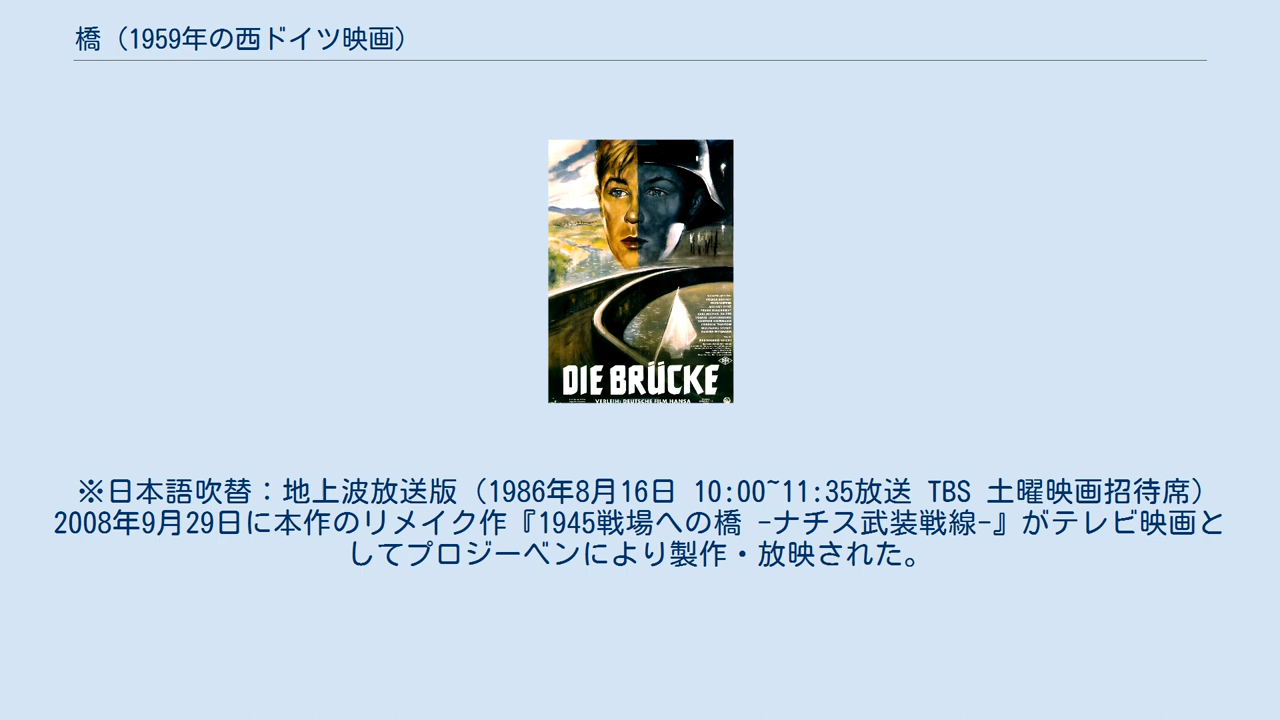 橋（1959年の西ドイツ映画）
DIE BRÜCKE
VERLEIH: DEUTSCHE FILM HANSA
※日本語吹替：地上波放送版（1986年8月16日 10:00~11:35放送 TBS 土曜映画招待席）
2008年9月29日に本作のリメイク作『1945戦場への橋 -ナチス武装戦線-』がテレビ映画と
してプロジーベンにより製作・放映された。